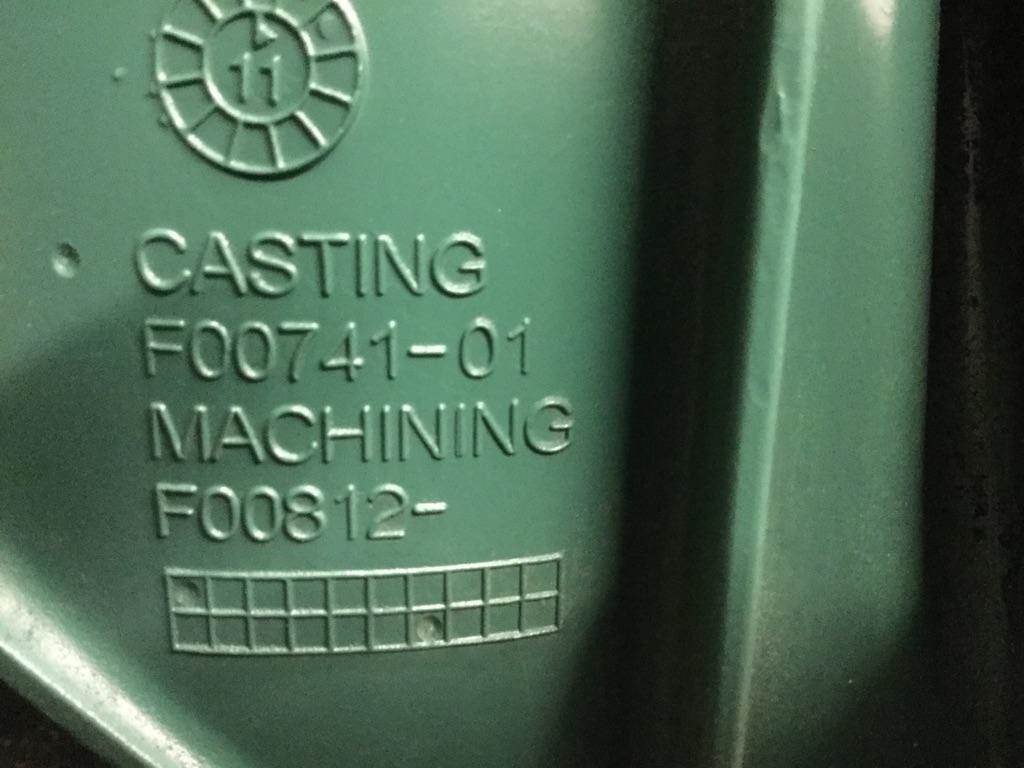 11
CASTING
F00741-01
MACHINING
F00812-